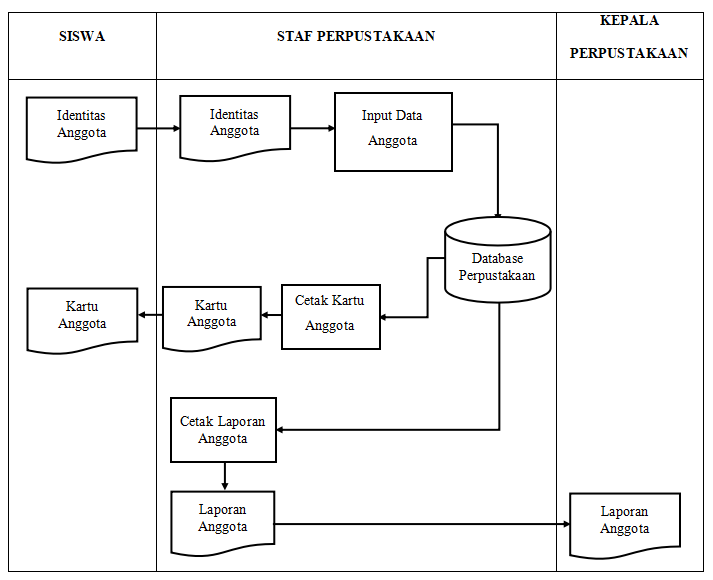 SISWA
STAF PERPUSTAKAAN
KEPALA
PERPUSTAKAAN
Identitas
Anggota
Identitas
Anggota
Input Data
Anggota
Database
Perpustakaan
Kartu
Anggota
Kartu
Anggota
Cetak Kartu
Anggota
Cetak Laporan
Anggota
Laporan
Anggota
Laporan
Anggota